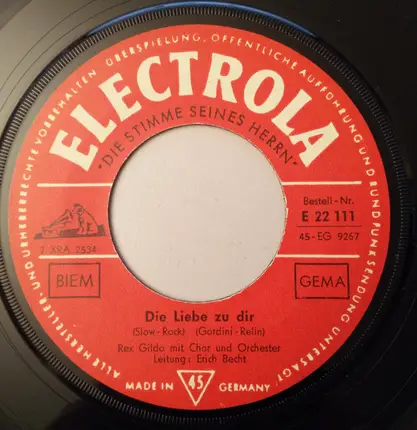 ALLE HERSTELLER- UND URHEBERRECHTE VORBEHALTEN ÜBERSPIELUNG, ÖFFENTLICHE AUFFÜHRUNG UND RUNDFUNKSENDUNG UNTERSAGT
ELECTROLA
"DIE STIMME SEINES HERRN"
Bestell-Nr.
E 22 111
45-EG 9267
7 XRA 2534
BIEM
GEMA
Die Liebe zu dir
(Slow-Rock) (Gordini-Relin)
Rex Gildo mit Chor und Orchester
Leitung: Erich Becht
MADE IN 45 GERMANY